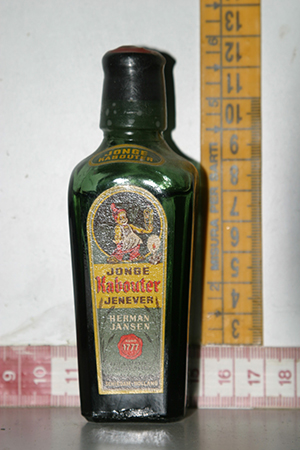 JONGE
KABOUTER
JONGE
Kabouter
JENEVER
HERMAN
JANSEN
1777
13
12
11
10
9
8
7
6
5
4
3
2
9
10
11
16
17
18